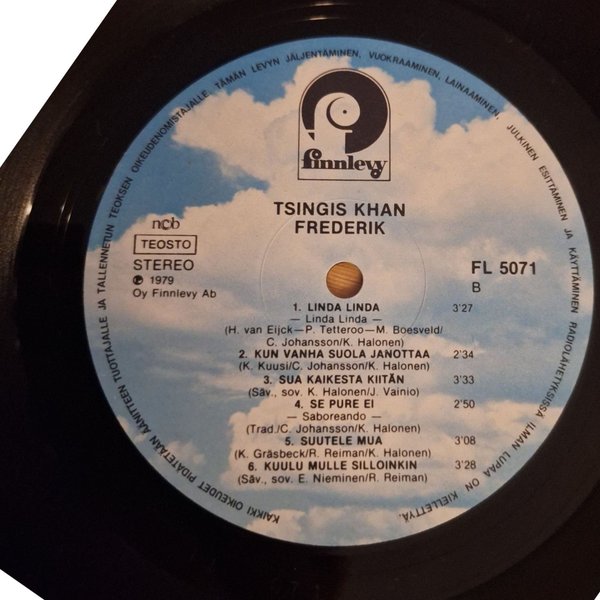 KAIKKI OIKEUDET PIDÄTETÄÄN ÄÄNITTEEN TUOTTAJALLE JA TALLENNETUN TEOKSEN OIKEUDENOMISTAJALLE. TÄMÄN LEVYN JÄLJENTÄMINEN, VUOKRAAMINEN, LAINAAMINEN, JULKINEN ESITTÄMINEN JA KÄYTTÄMINEN RADIOLÄHETYKSISSÄ ILMAN LUPAA ON KIELLETTYÄ.
finnlevy
TSINGIS KHAN
FREDERIK
ncb
TEOSTO
STEREO
℗ 1979
Oy Finnlevy Ab
FL 5071
B
1. LINDA LINDA 3'27
— Linda Linda —
(H. van Eijck—P. Tetteroo—M. Boesveld/
C. Johansson/K. Halonen)
2. KUN VANHA SUOLA JANOTTAA 2'34
(K. Kuusi/C. Johansson/K. Halonen)
3. SUA KAIKESTA KIITÄN 3'33
(Säv., sov. K. Halonen/J. Vainio)
4. SE PURE EI 2'50
— Saboreando —
(Trad./C. Johansson/K. Halonen)
5. SUUTELE MUA 3'08
(K. Gräsbeck/R. Reiman/K. Halonen)
6. KUULU MULLE SILLOINKIN 3'28
(Säv., sov. E. Nieminen/R. Reiman)